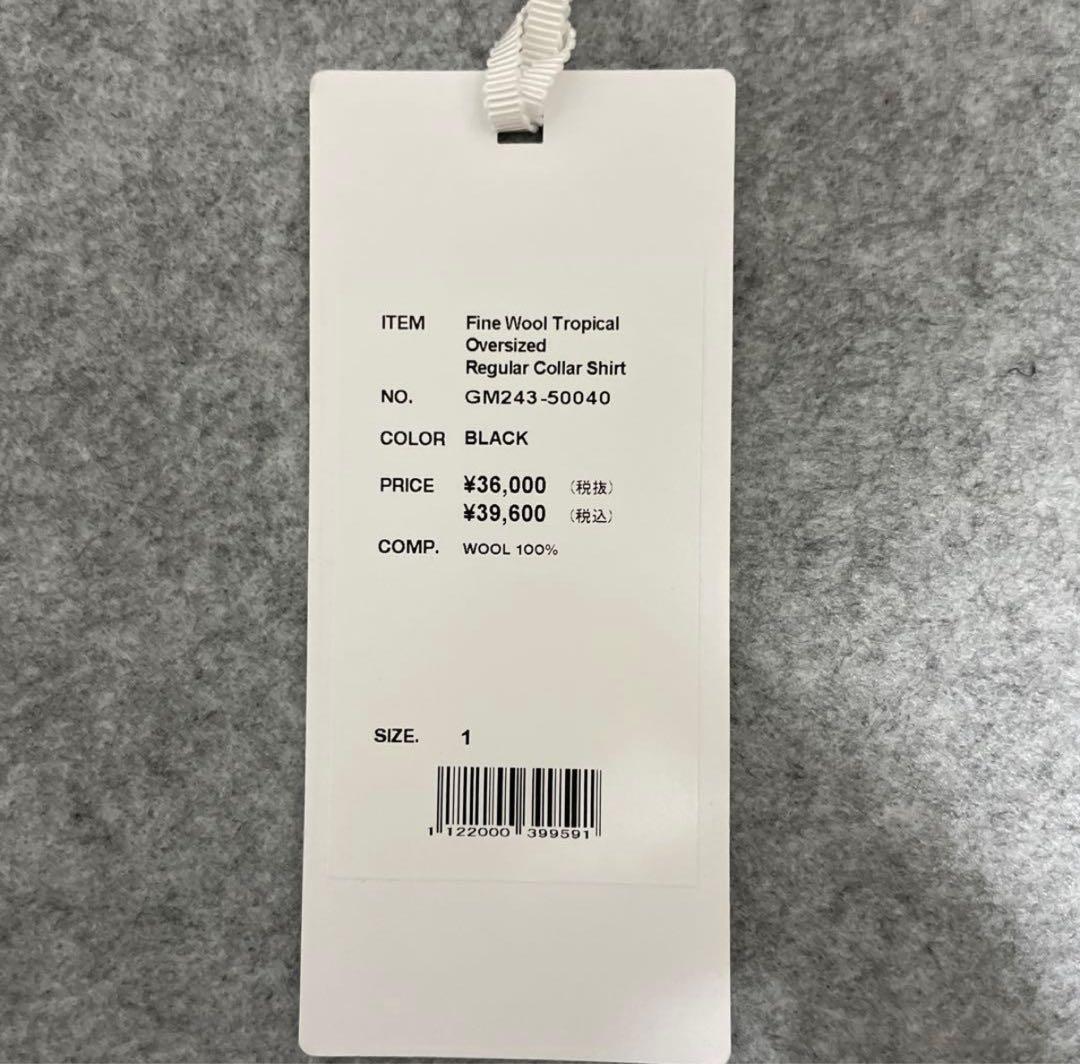 ITEM Fine Wool Tropical
Oversized
Regular Collar Shirt
NO. GM243-50040
COLOR BLACK
PRICE ¥36,000 (税抜)
¥39,600 (税込)
COMP. WOOL 100%
SIZE. 1
1 122000 399591